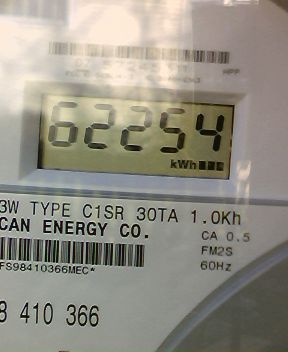 62254
kWh
3W TYPE C1SR 30TA 1.0Kh
CAN ENERGY CO.
CA 0.5
FM2S
60Hz
FS98410366MEC*
8 410 366